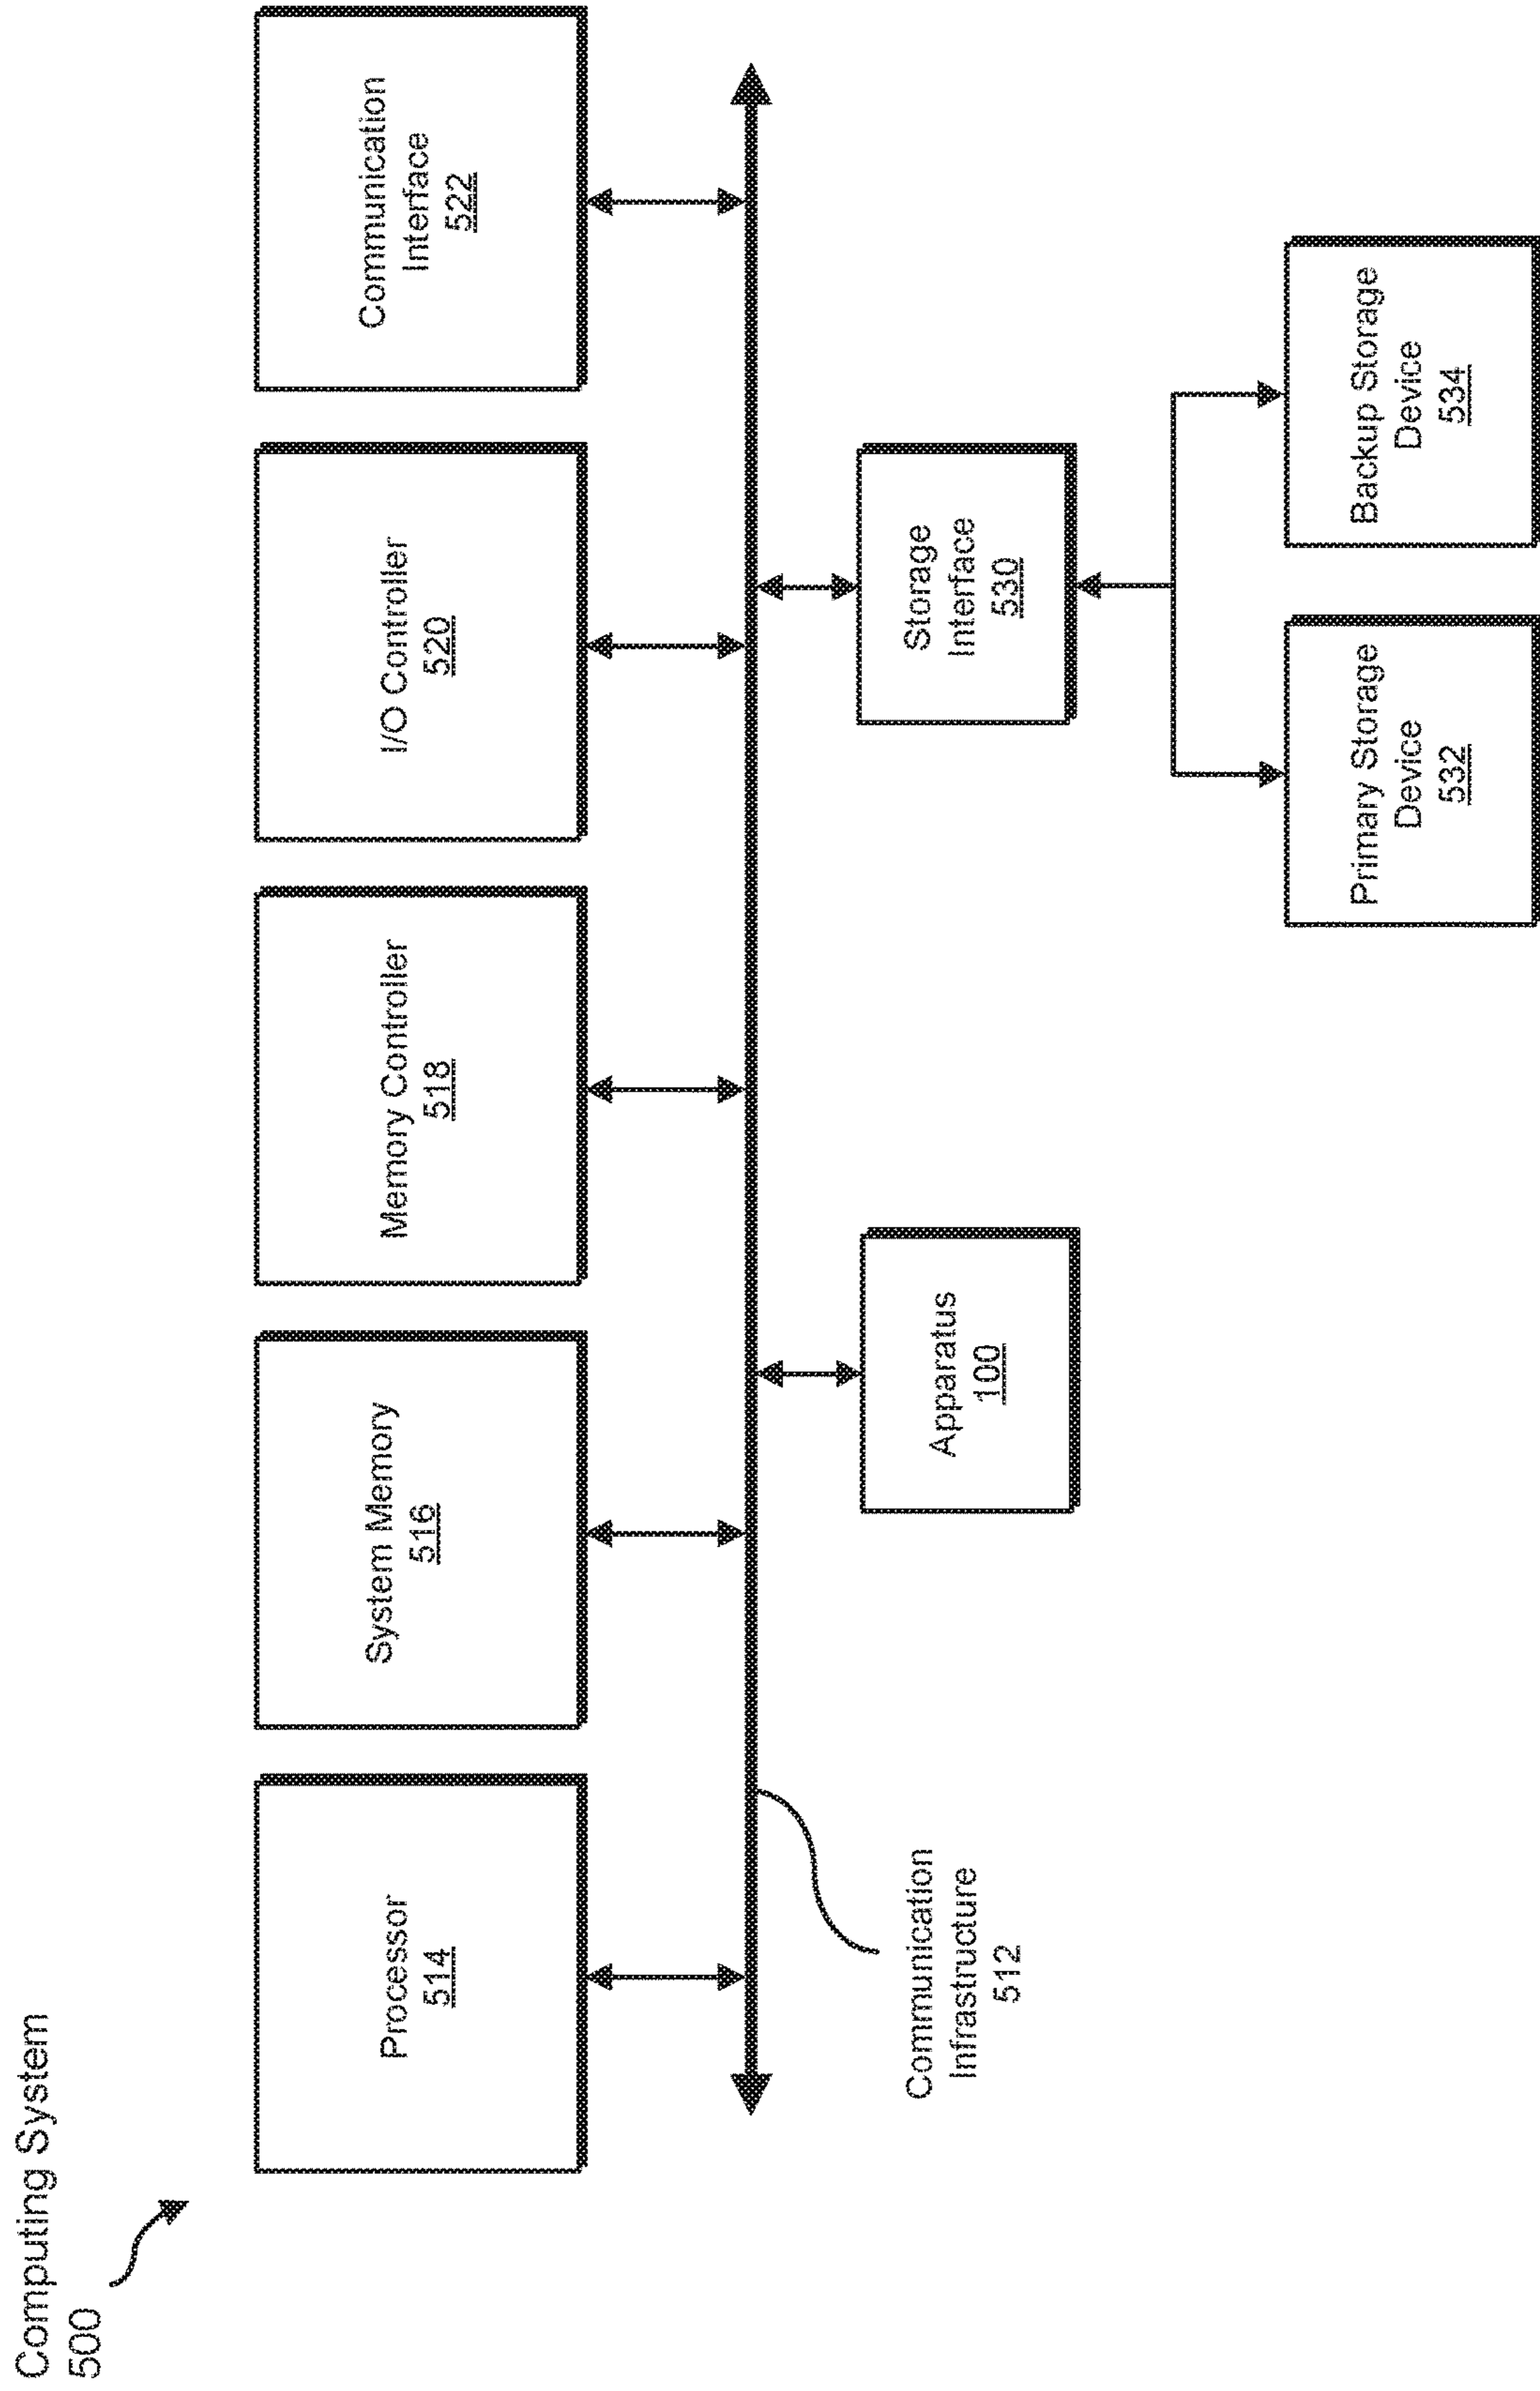 Computing System
500
Processor
514
System Memory
516
Memory Controller
518
I/O Controller
520
Communication
Interface
522
Communication
Infrastructure
512
Apparatus
100
Storage
Interface
530
Primary Storage
Device
532
Backup Storage
Device
534